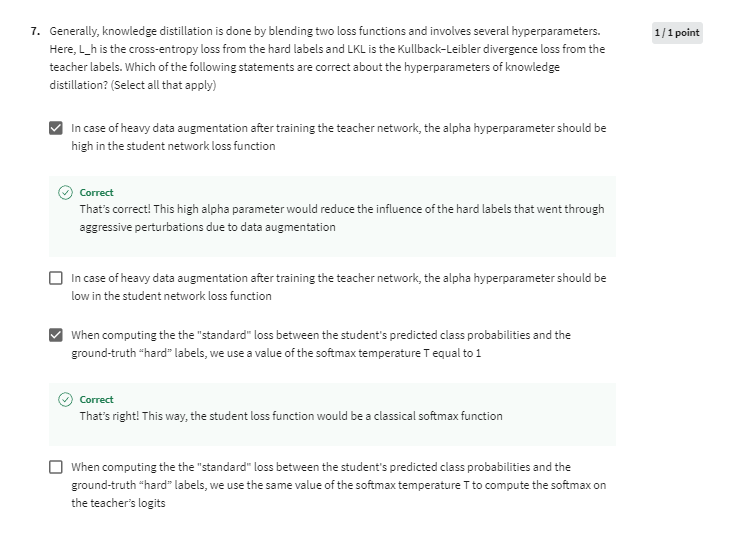 7. Generally, knowledge distillation is done by blending two loss functions and involves several hyperparameters.
1 / 1 point
Here, L_h is the cross-entropy loss from the hard labels and LKL is the Kullback–Leibler divergence loss from the
teacher labels. Which of the following statements are correct about the hyperparameters of knowledge
distillation? (Select all that apply)
In case of heavy data augmentation after training the teacher network, the alpha hyperparameter should be
high in the student network loss function
Correct
That's correct! This high alpha parameter would reduce the influence of the hard labels that went through
aggressive perturbations due to data augmentation
In case of heavy data augmentation after training the teacher network, the alpha hyperparameter should be
low in the student network loss function
When computing the the "standard" loss between the student's predicted class probabilities and the
ground-truth “hard” labels, we use a value of the softmax temperature T equal to 1
Correct
That's right! This way, the student loss function would be a classical softmax function
When computing the the "standard" loss between the student's predicted class probabilities and the
ground-truth “hard” labels, we use the same value of the softmax temperature T to compute the softmax on
the teacher's logits